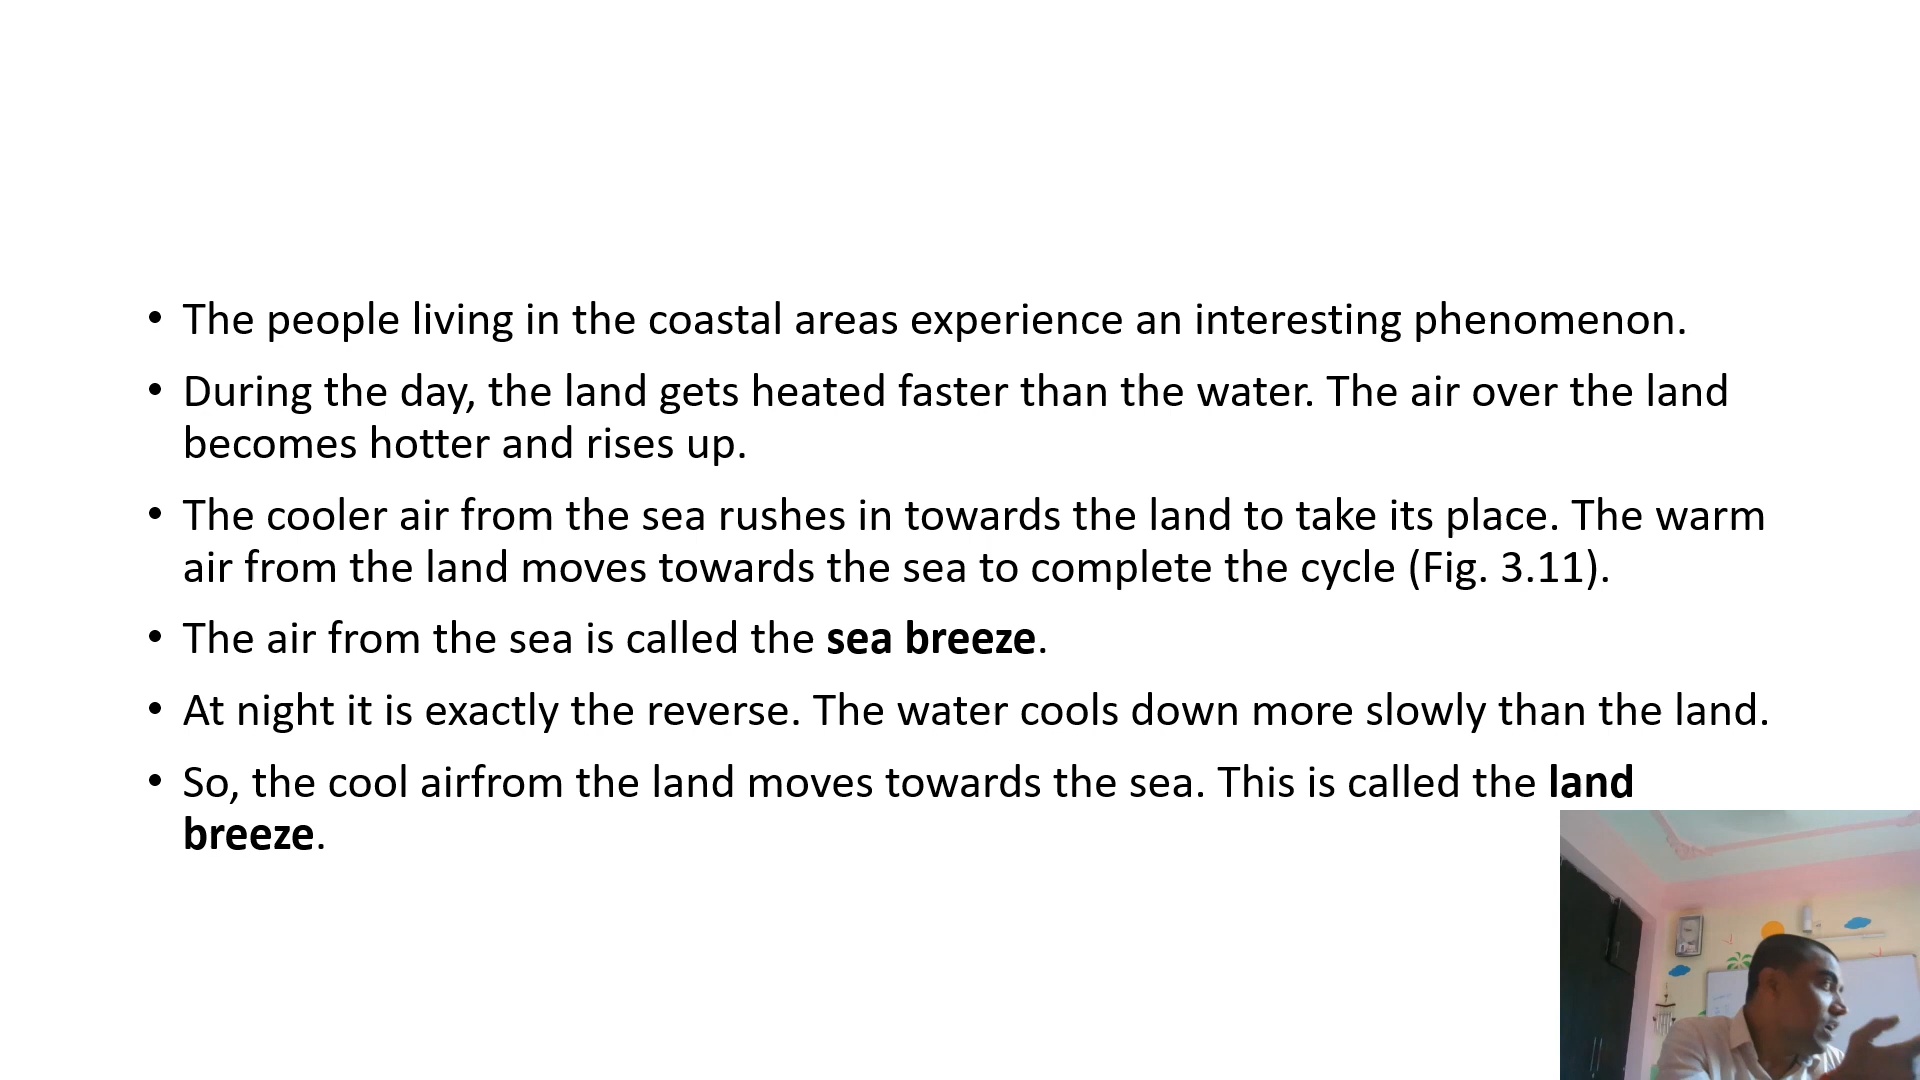 • The people living in the coastal areas experience an interesting phenomenon.
• During the day, the land gets heated faster than the water. The air over the land
becomes hotter and rises up.
• The cooler air from the sea rushes in towards the land to take its place. The warm
air from the land moves towards the sea to complete the cycle (Fig. 3.11).
• The air from the sea is called the sea breeze.
• At night it is exactly the reverse. The water cools down more slowly than the land.
• So, the cool airfrom the land moves towards the sea. This is called the land
breeze.